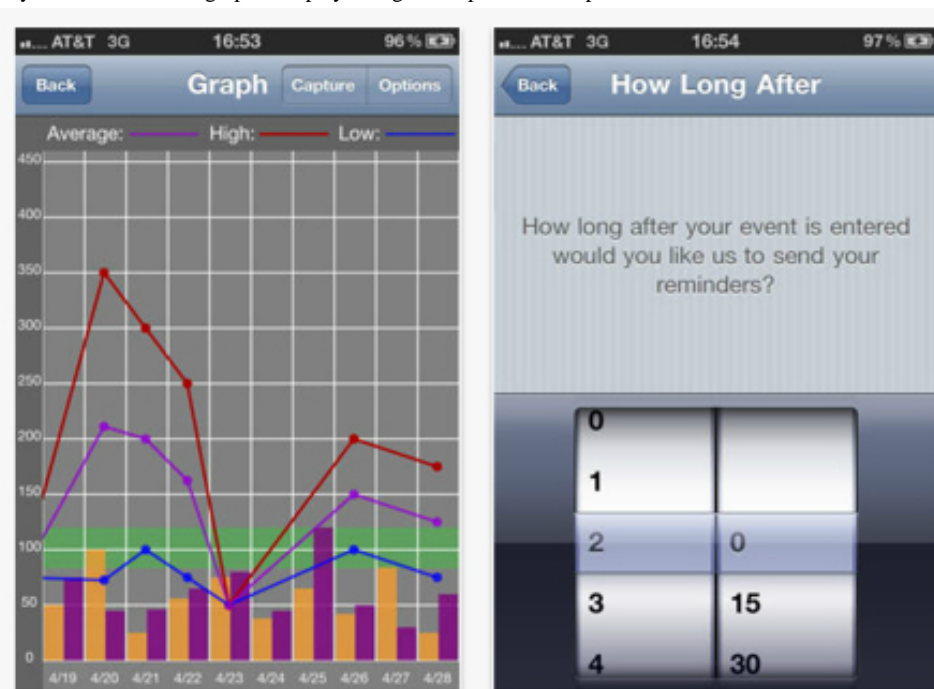 AT&T 3G 16:53 96%
Back Graph Capture Options
Average: High: Low:
450
400
350
300
250
200
150
100
50
0
4/19 4/20 4/21 4/22 4/23 4/24 4/25 4/26 4/27 4/28
AT&T 3G 16:54 97%
Back How Long After
How long after your event is entered
would you like us to send your
reminders?
0
1
2 0
3 15
4 30